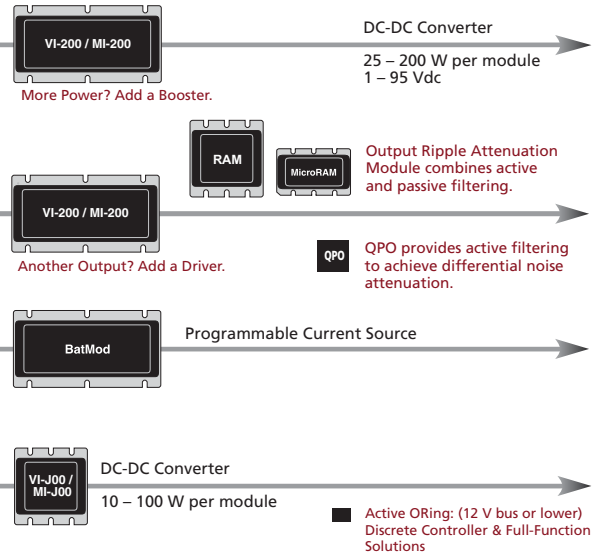 VI-200 / MI-200
DC-DC Converter
25 – 200 W per module
1 – 95 Vdc
More Power? Add a Booster.
RAM
MicroRAM
Output Ripple Attenuation
Module combines active
and passive filtering.
VI-200 / MI-200
Another Output? Add a Driver.
QPO
QPO provides active filtering
to achieve differential noise
attenuation.
BatMod
Programmable Current Source
VI-J00 /
MI-J00
DC-DC Converter
10 – 100 W per module
Active ORing: (12 V bus or lower)
Discrete Controller & Full-Function
Solutions